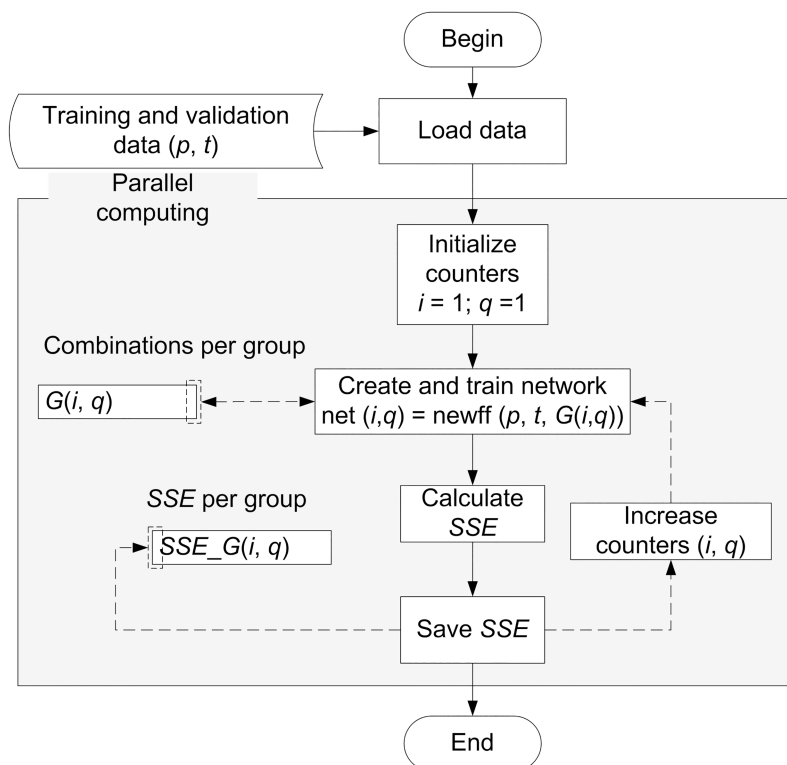 Begin
Training and validation
data (p, t)
Load data
Parallel
computing
Initialize
counters
i = 1; q =1
Combinations per group
G(i, q)
Create and train network
net (i,q) = newff (p, t, G(i,q))
SSE per group
SSE_G(i, q)
Calculate
SSE
Increase
counters (i, q)
Save SSE
End